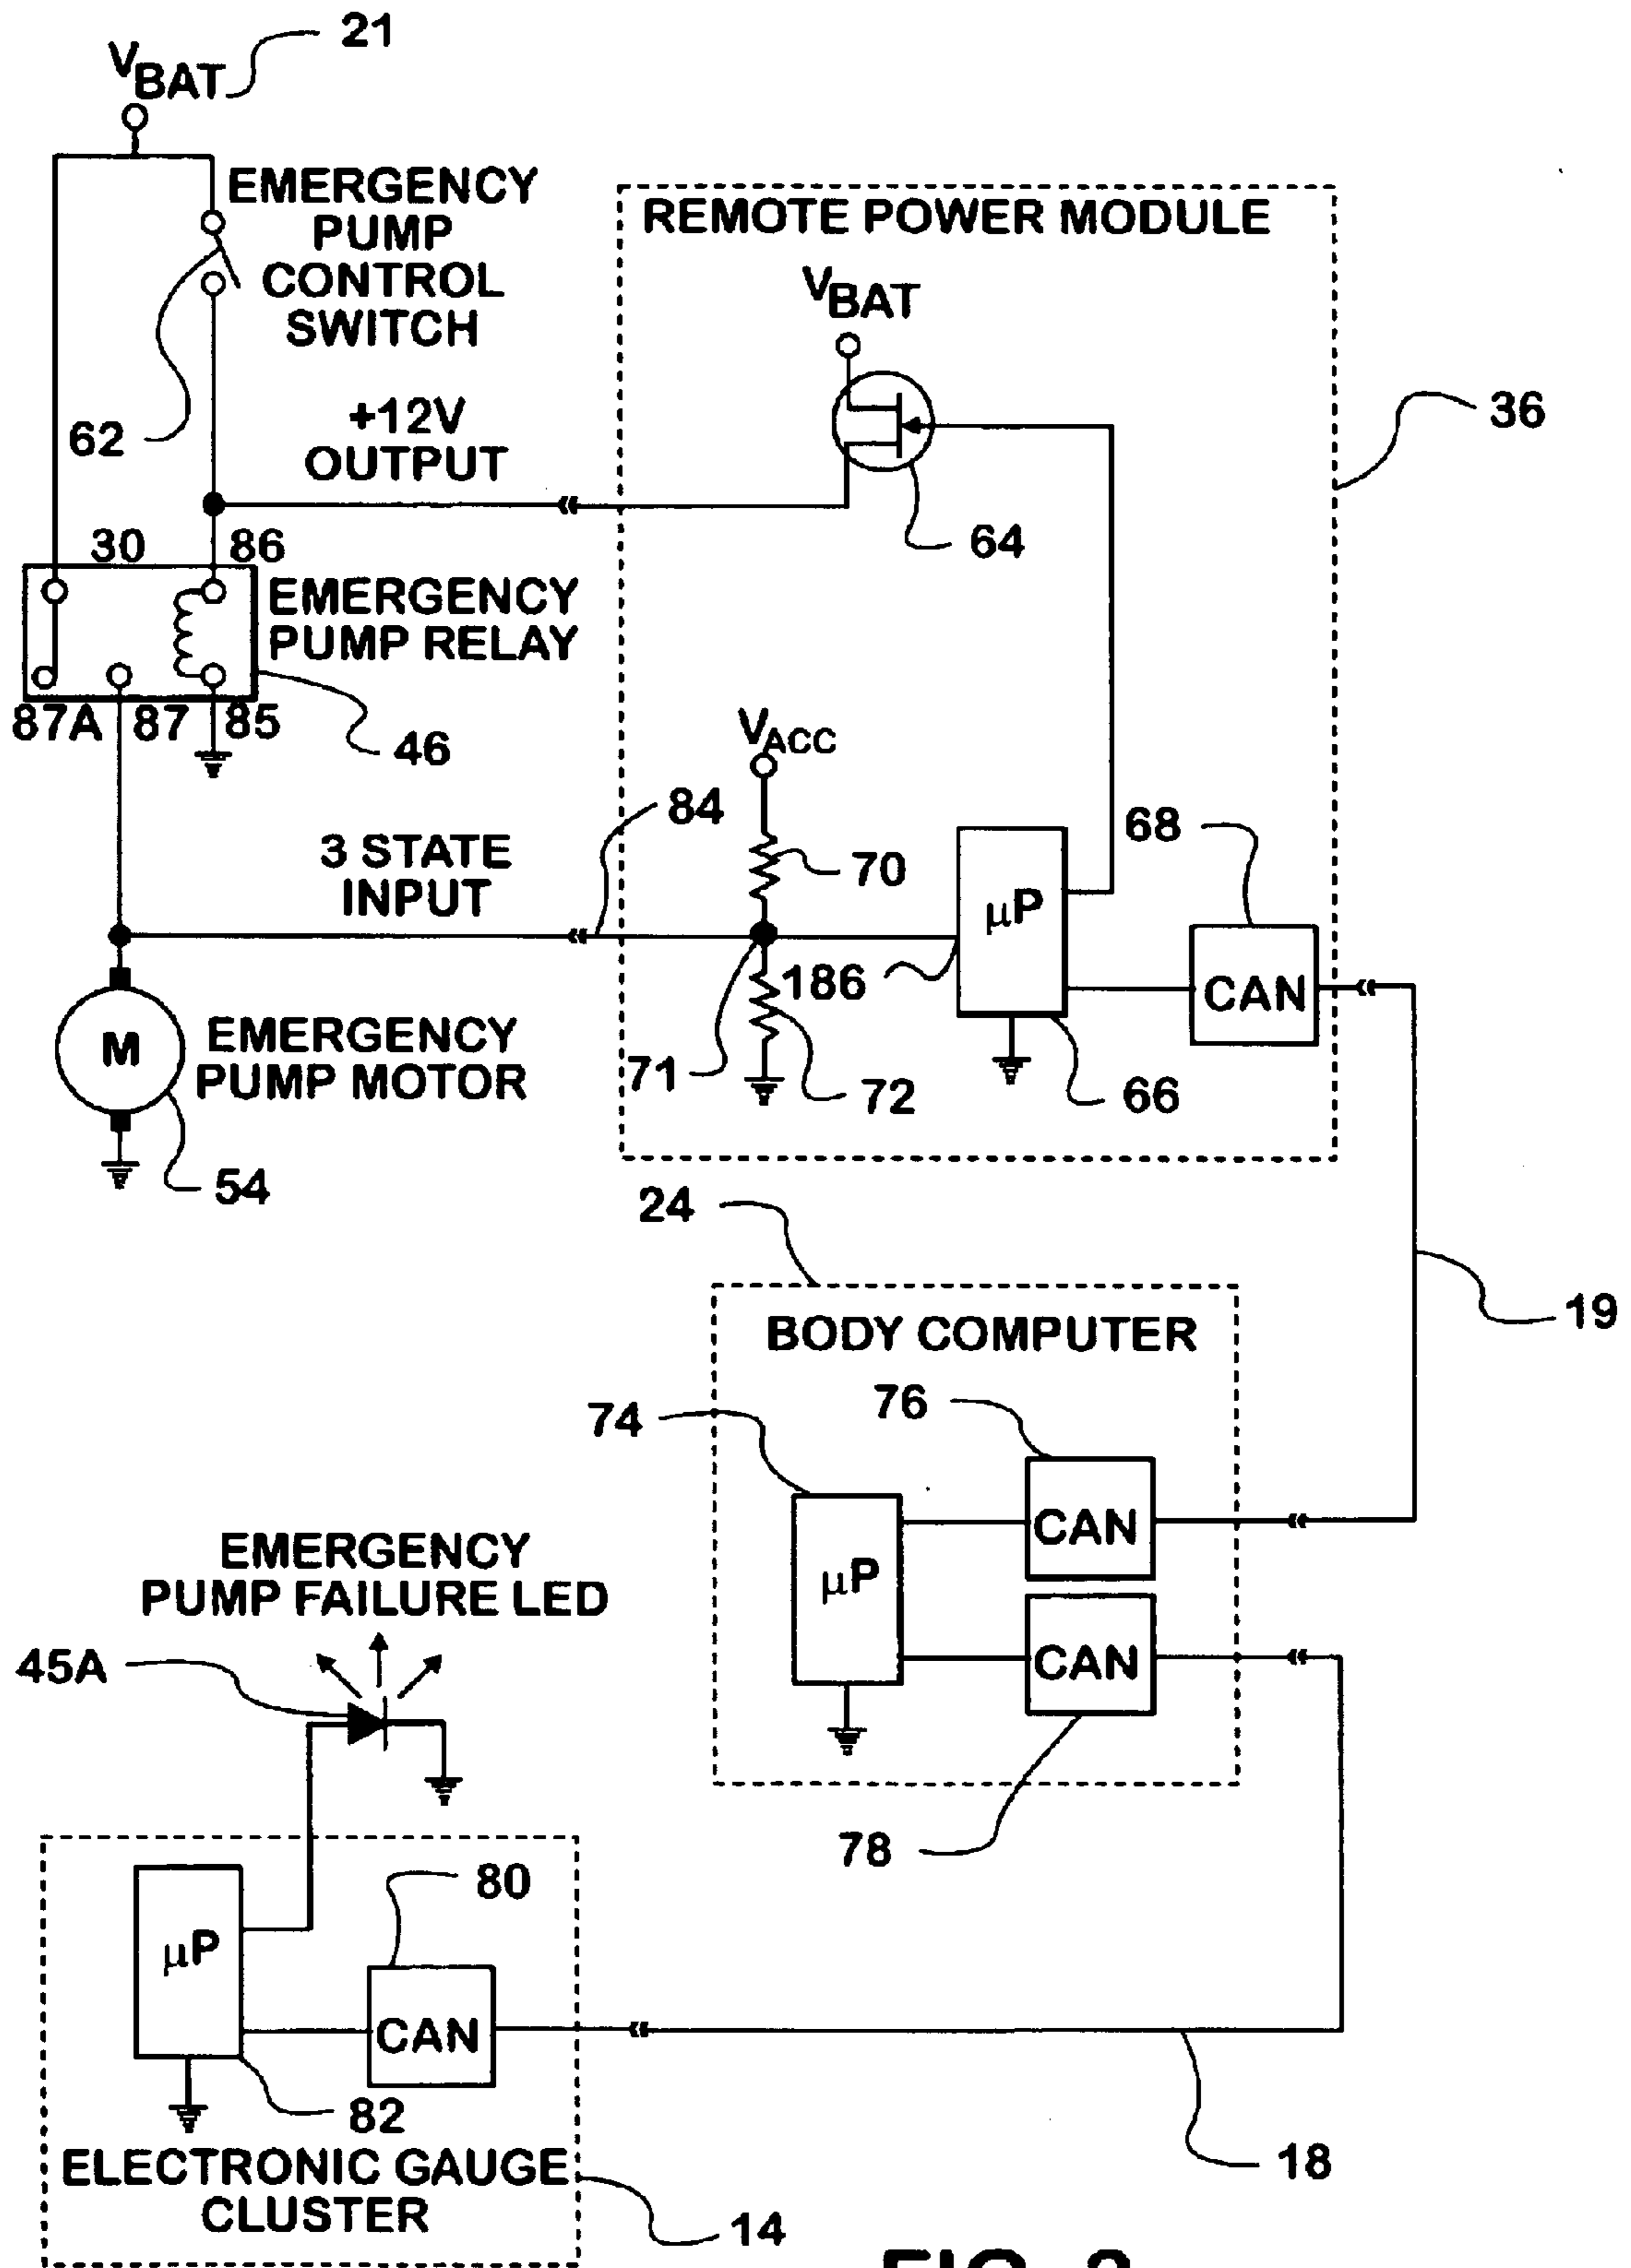 21
VBAT
EMERGENCY
PUMP
CONTROL
SWITCH
62
+12V
OUTPUT
30
86
EMERGENCY
PUMP RELAY
87A
87
85
46
REMOTE POWER MODULE
VBAT
64
36
VACC
84
70
3 STATE
INPUT
μP
68
186
CAN
71
72
66
M
EMERGENCY
PUMP MOTOR
54
24
19
BODY COMPUTER
74
76
CAN
μP
CAN
78
EMERGENCY
PUMP FAILURE LED
45A
80
μP
CAN
82
ELECTRONIC GAUGE
CLUSTER
14
18